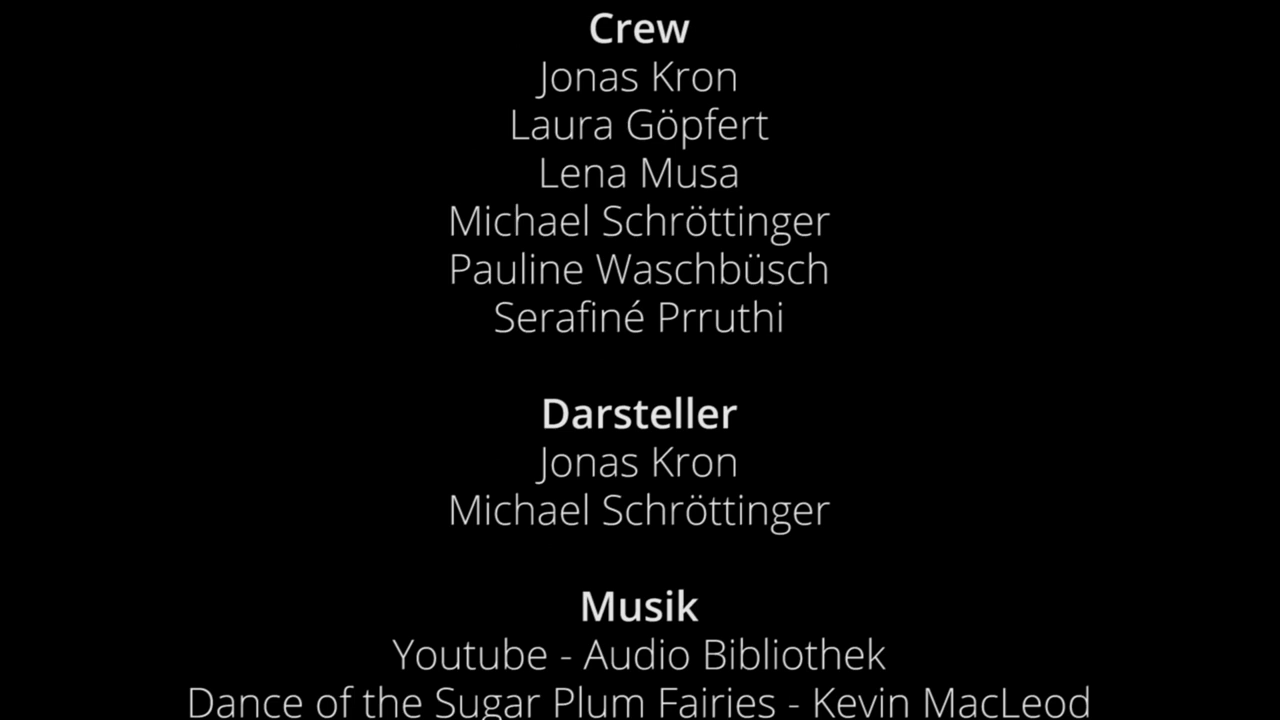 Crew
Jonas Kron
Laura Göpfert
Lena Musa
Michael Schröttinger
Pauline Waschbüsch
Serafiné Prruthi
Darsteller
Jonas Kron
Michael Schröttinger
Musik
Youtube - Audio Bibliothek
Dance of the Sugar Plum Fairies - Kevin MacLeod